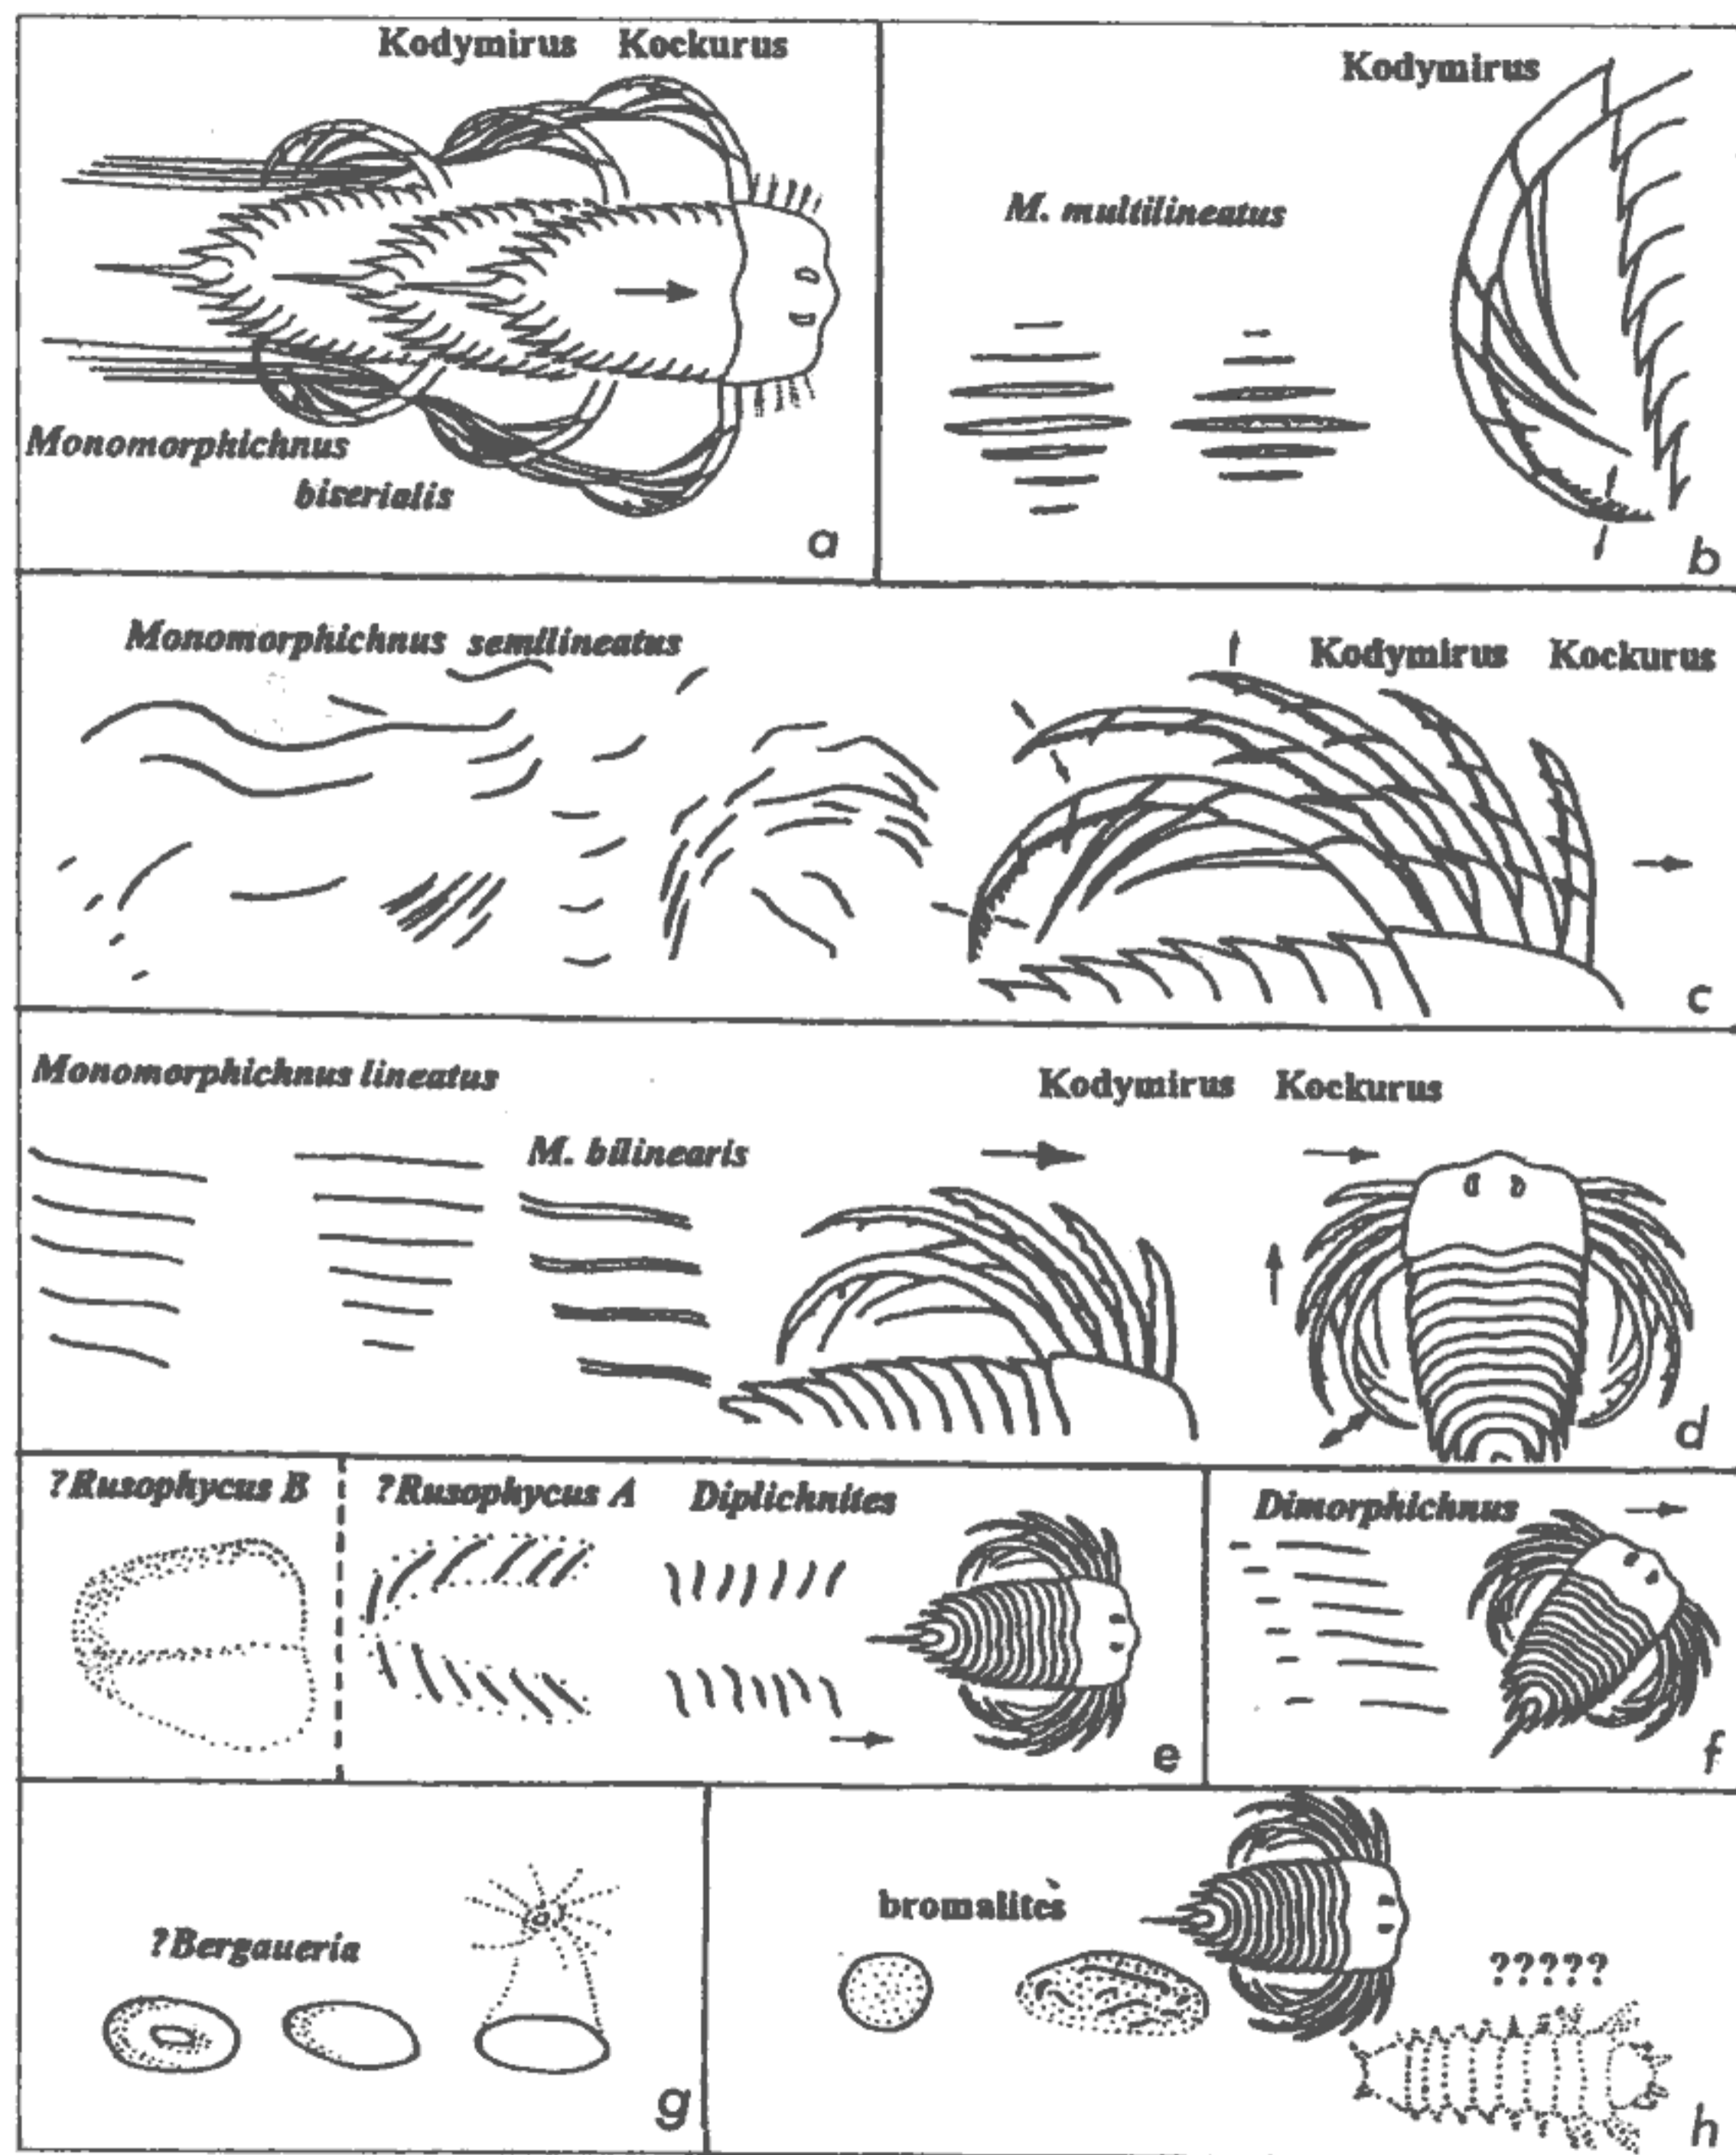 Kodymirus Kockurus
Monomorphichnus
biserialis
a
Kodymirus
M. multilineatus
b
Monomorphichnus semilineatus
Kodymirus Kockurus
c
Monomorphichnus lineatus
Kodymirus Kockurus
M. bilinearis
d
?Rusophycus B
?Rusophycus A Diplichnites
e
Dimorphichnus
f
?Bergaueria
g
bromalites
?????
h